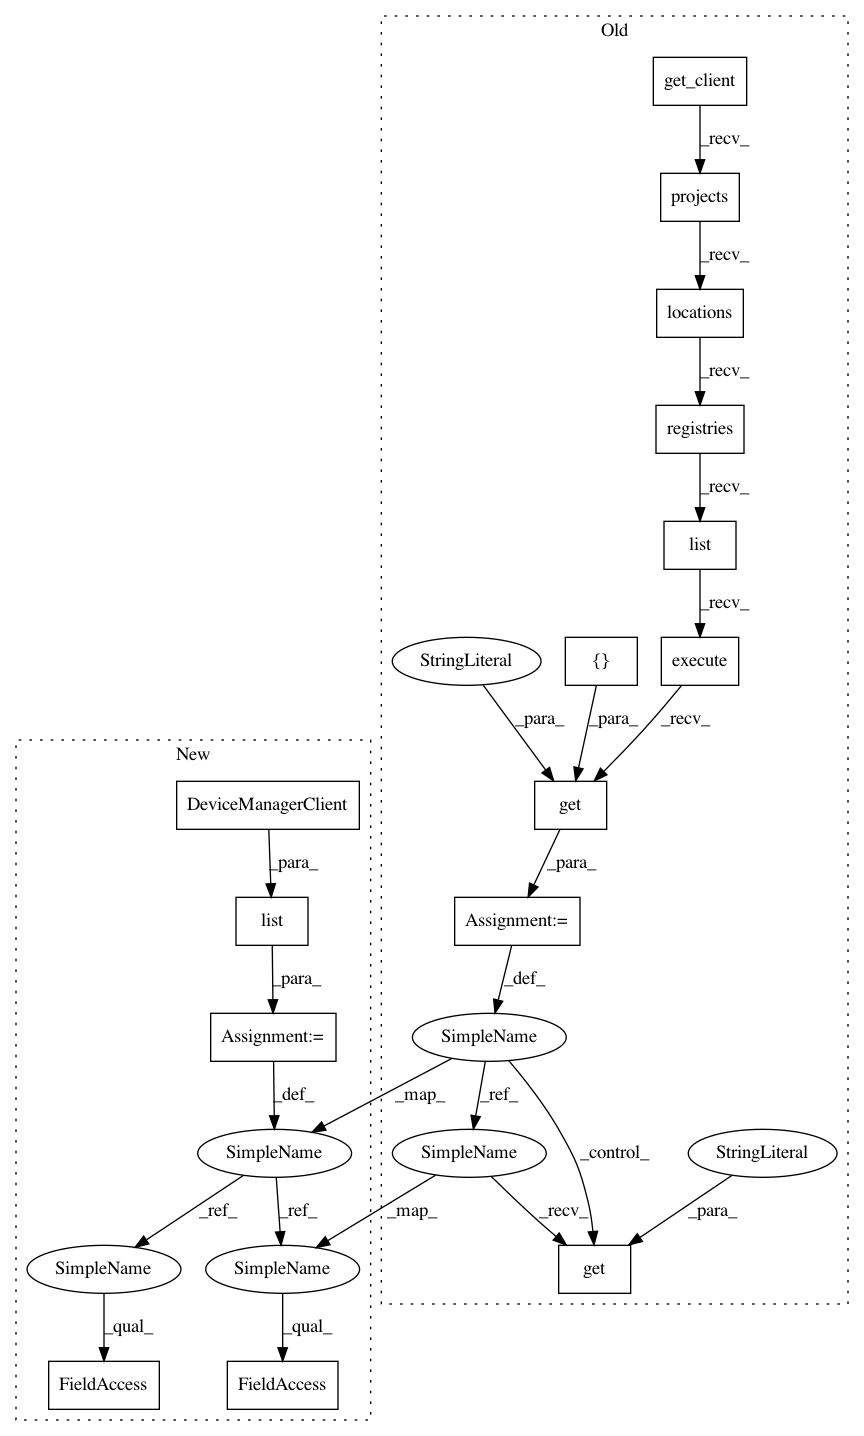 Old
get_client
_recv_
projects
_recv_
locations
_recv_
registries
_recv_
list
_recv_
StringLiteral
{}
execute
_para_
_para_
_recv_
New
DeviceManagerClient
get
_para_
_para_
list
Assignment:=
_para_
_def_
Assignment:=
SimpleName
_def_
_map_
_ref_
_control_
SimpleName
SimpleName
StringLiteral
_ref_
_ref_
_map_
_recv_
_para_
SimpleName
SimpleName
get
_qual_
_qual_
FieldAccess
FieldAccess